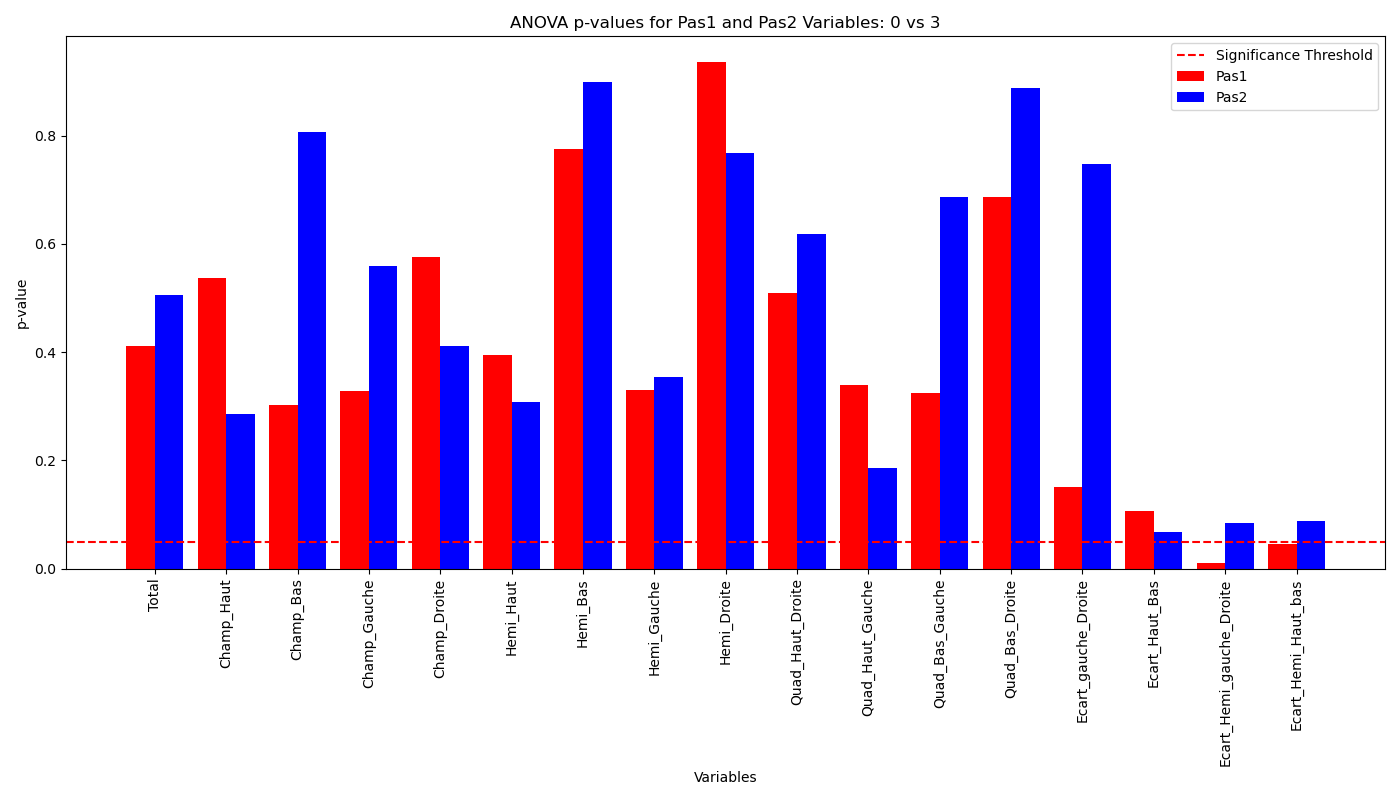 ANOVA p-values for Pas1 and Pas2 Variables: 0 vs 3
Significance Threshold
Pas1
Pas2
p-value
0.8
0.6
0.4
0.2
0.0
Total
Champ_Haut
Champ_Bas
Champ_Gauche
Champ_Droite
Hemi_Haut
Hemi_Bas
Hemi_Gauche
Hemi_Droite
Quad_Haut_Droite
Quad_Haut_Gauche
Quad_Bas_Gauche
Quad_Bas_Droite
Ecart_gauche_Droite
Ecart_Haut_Bas
Ecart_Hemi_gauche_Droite
Ecart_Hemi_Haut_bas
Variables